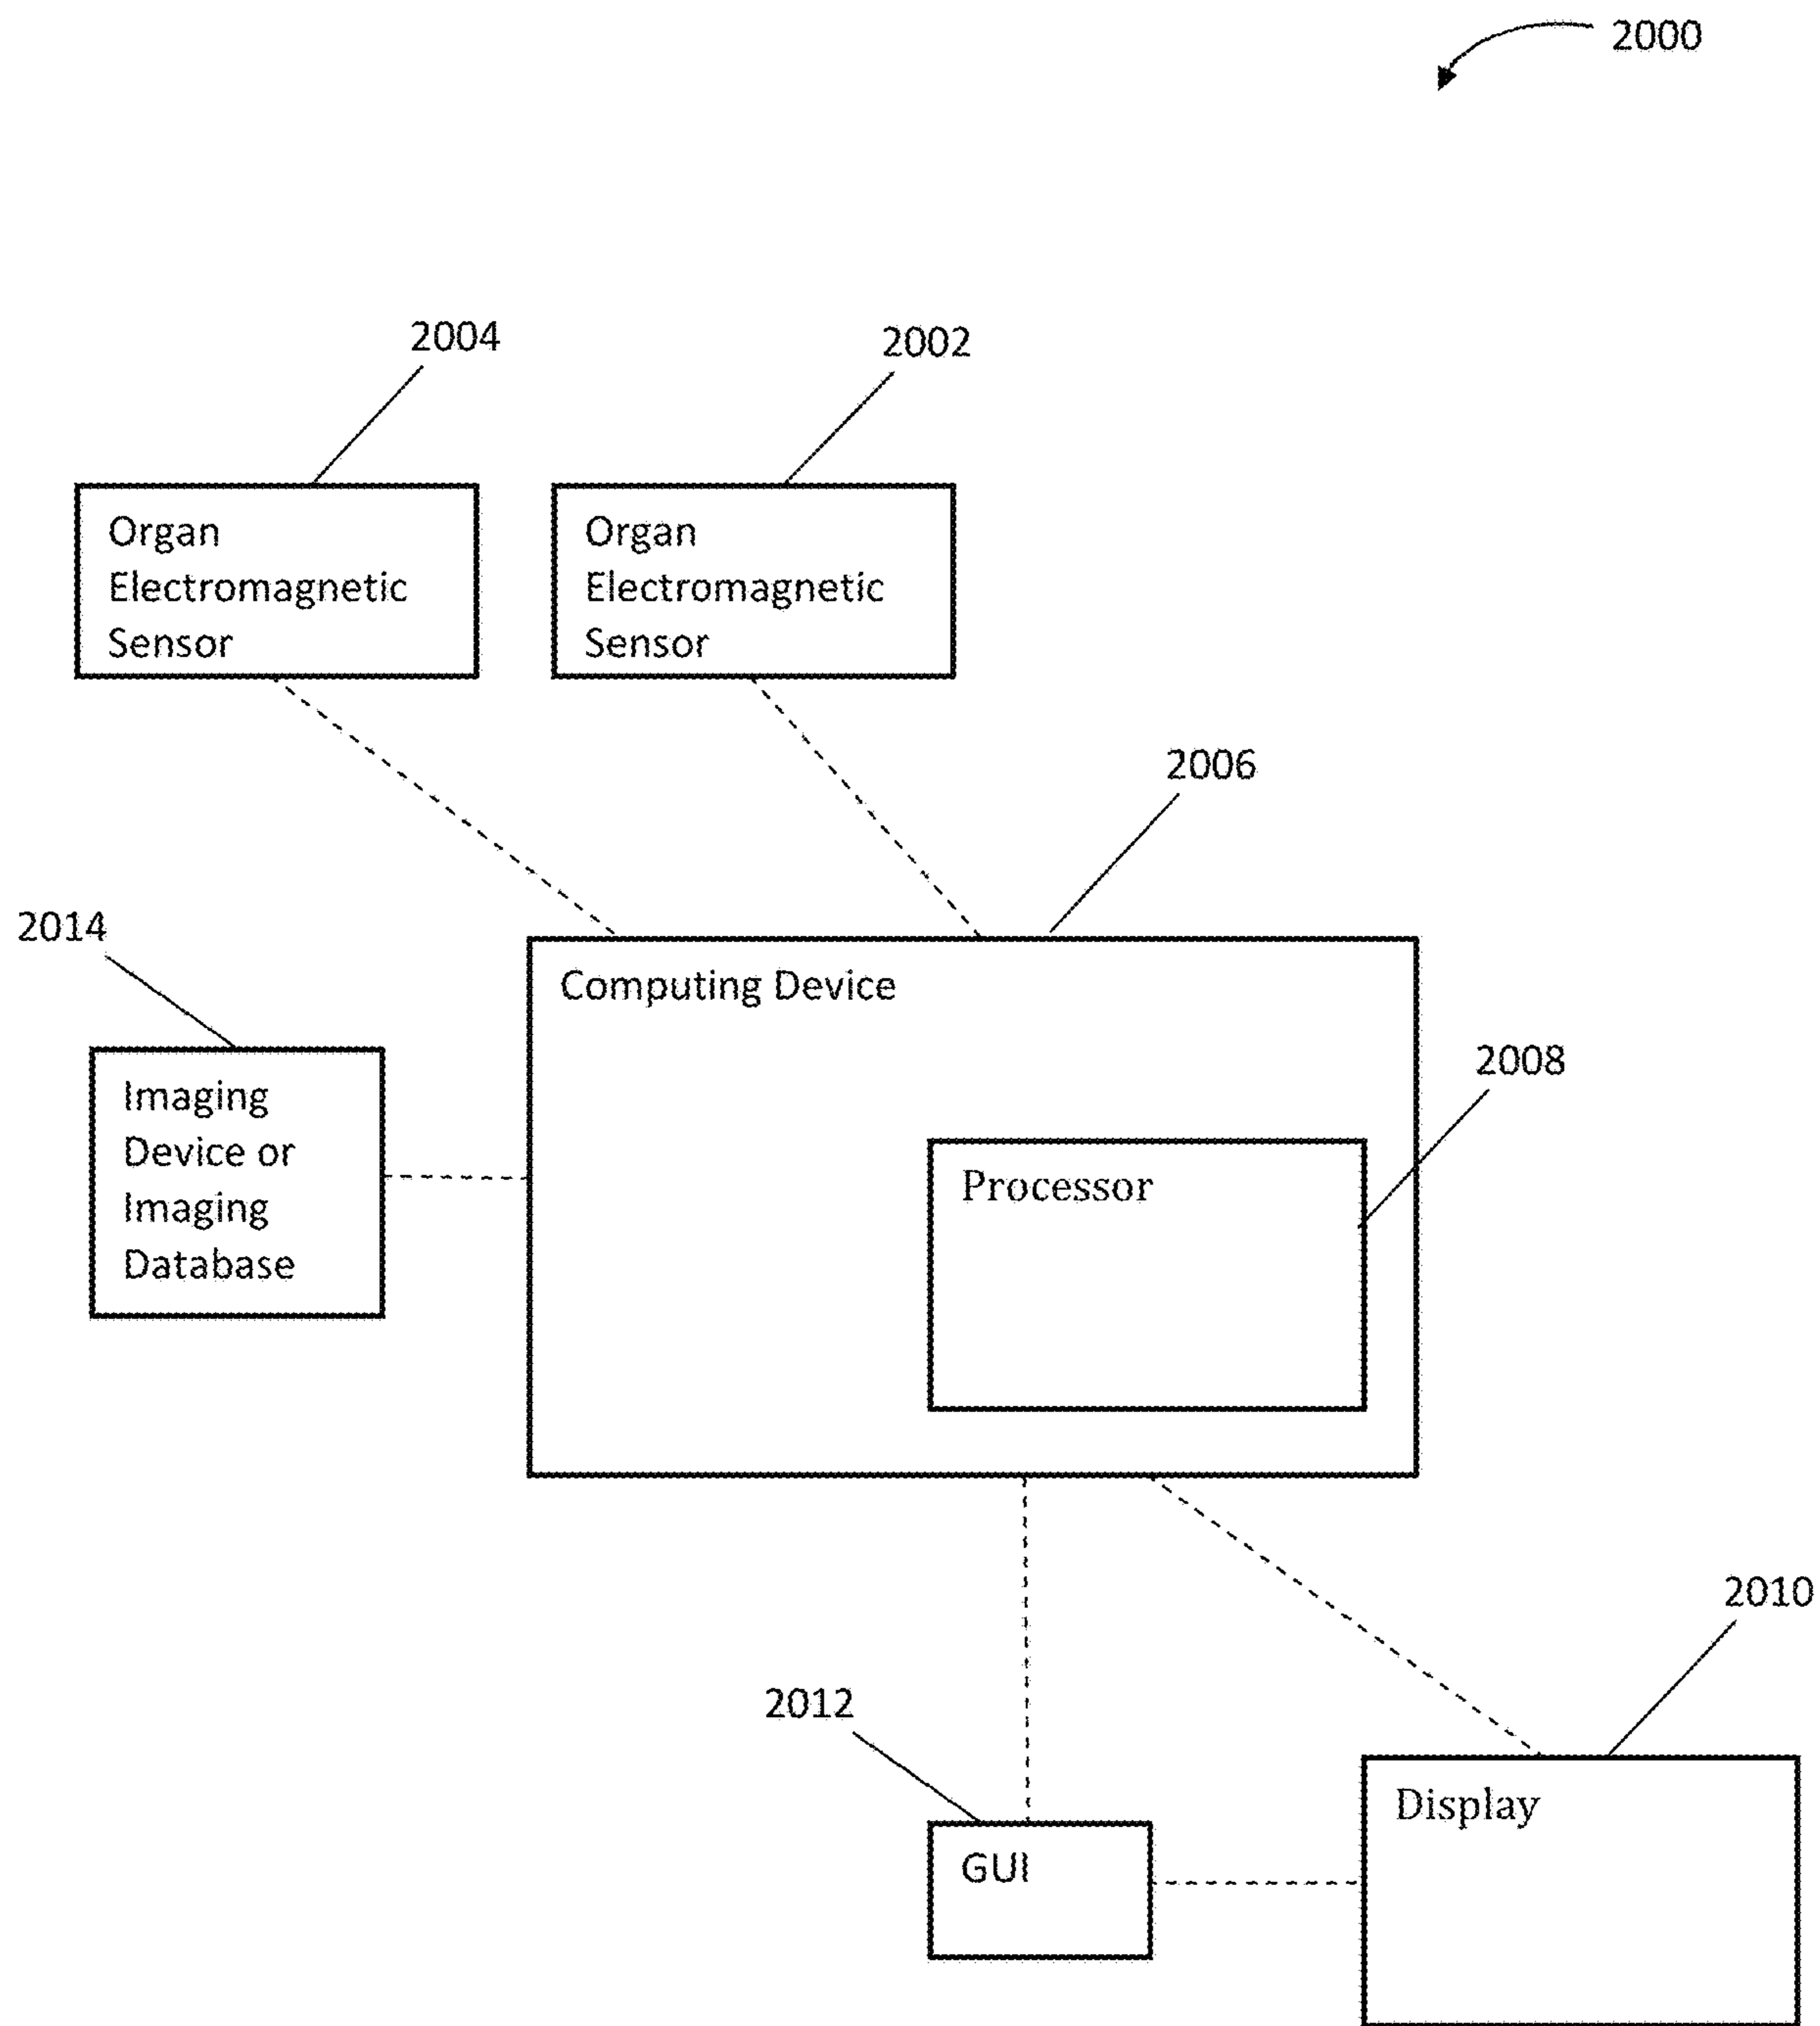 2000
2004
2002
Organ
Electromagnetic
Sensor
Organ
Electromagnetic
Sensor
2006
2014
Computing Device
2008
Imaging
Device or
Imaging
Database
Processor
2010
2012
Display
GUI